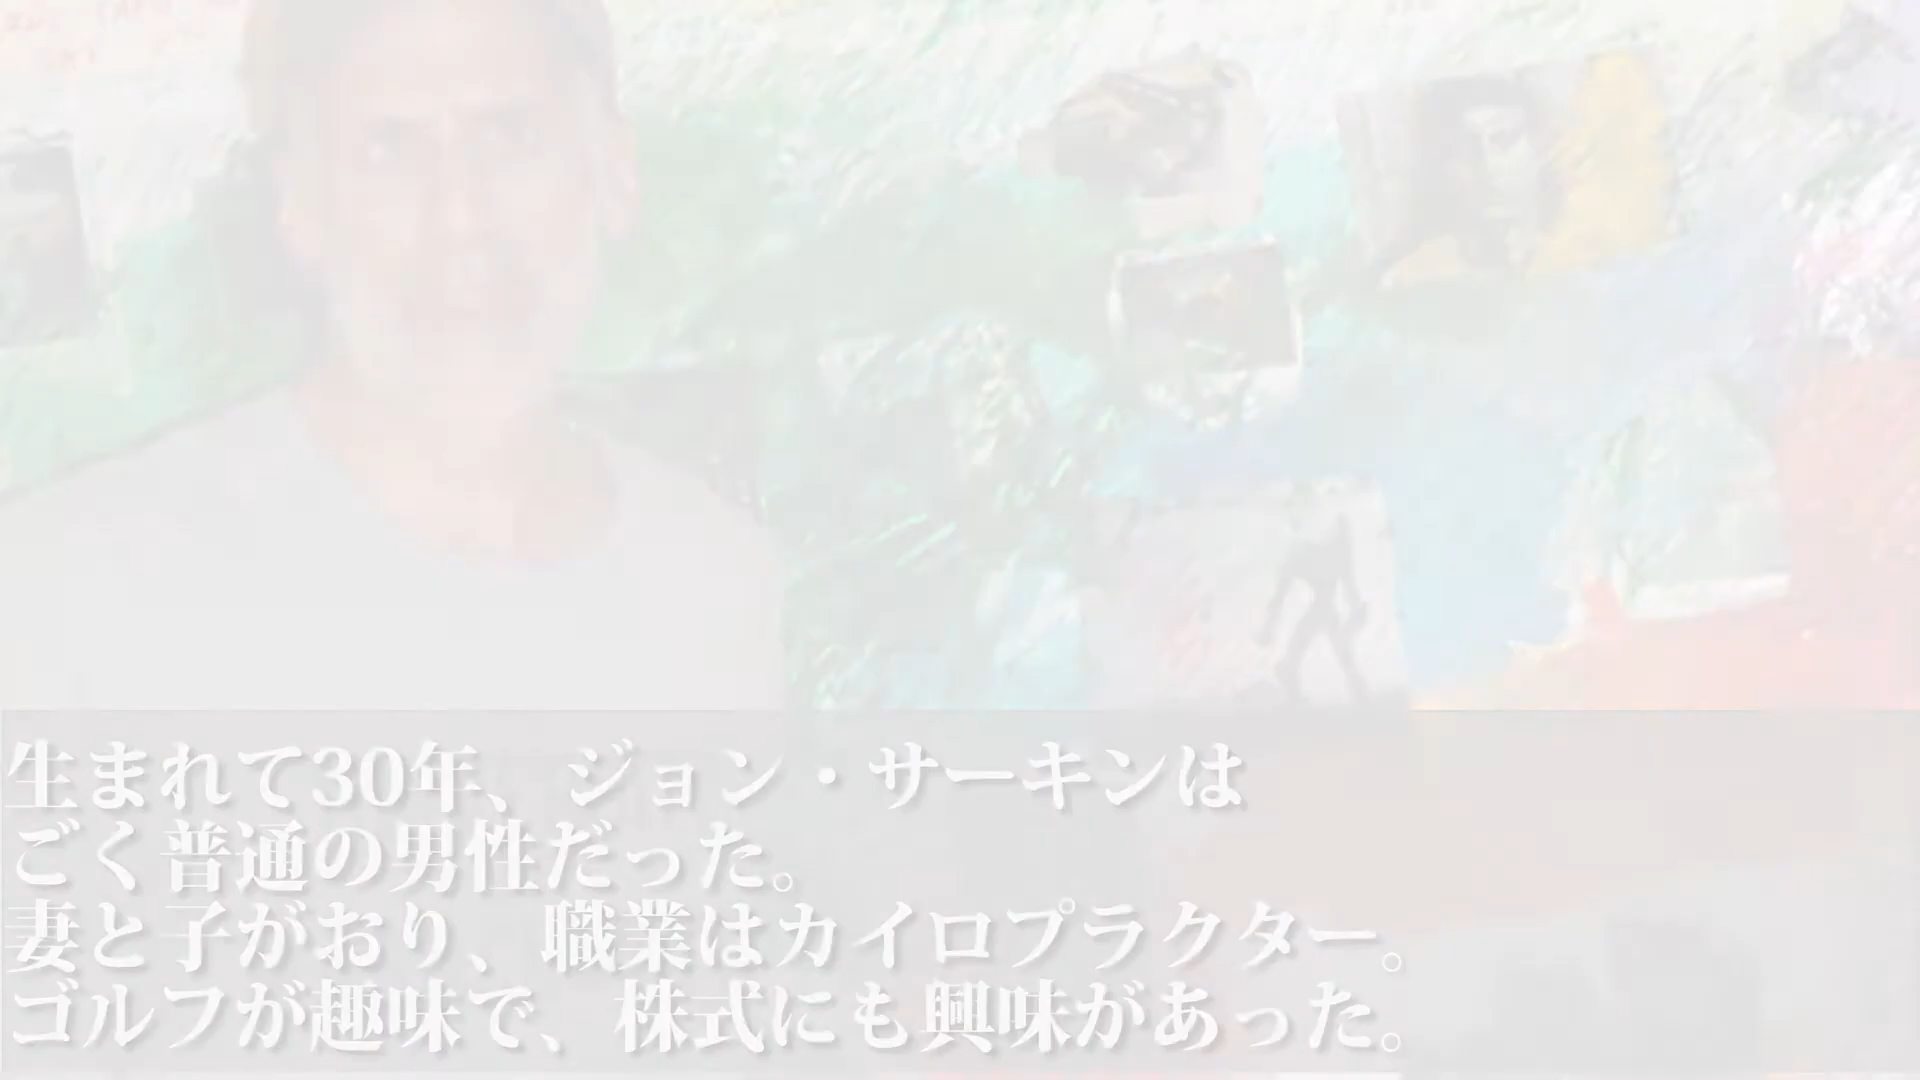 生まれて30年、ジョン・サーキンは
ごく普通の男性だった。
妻と子がおり、職業はカイロプラクター。
ゴルフが趣味で、株式にも興味があった。